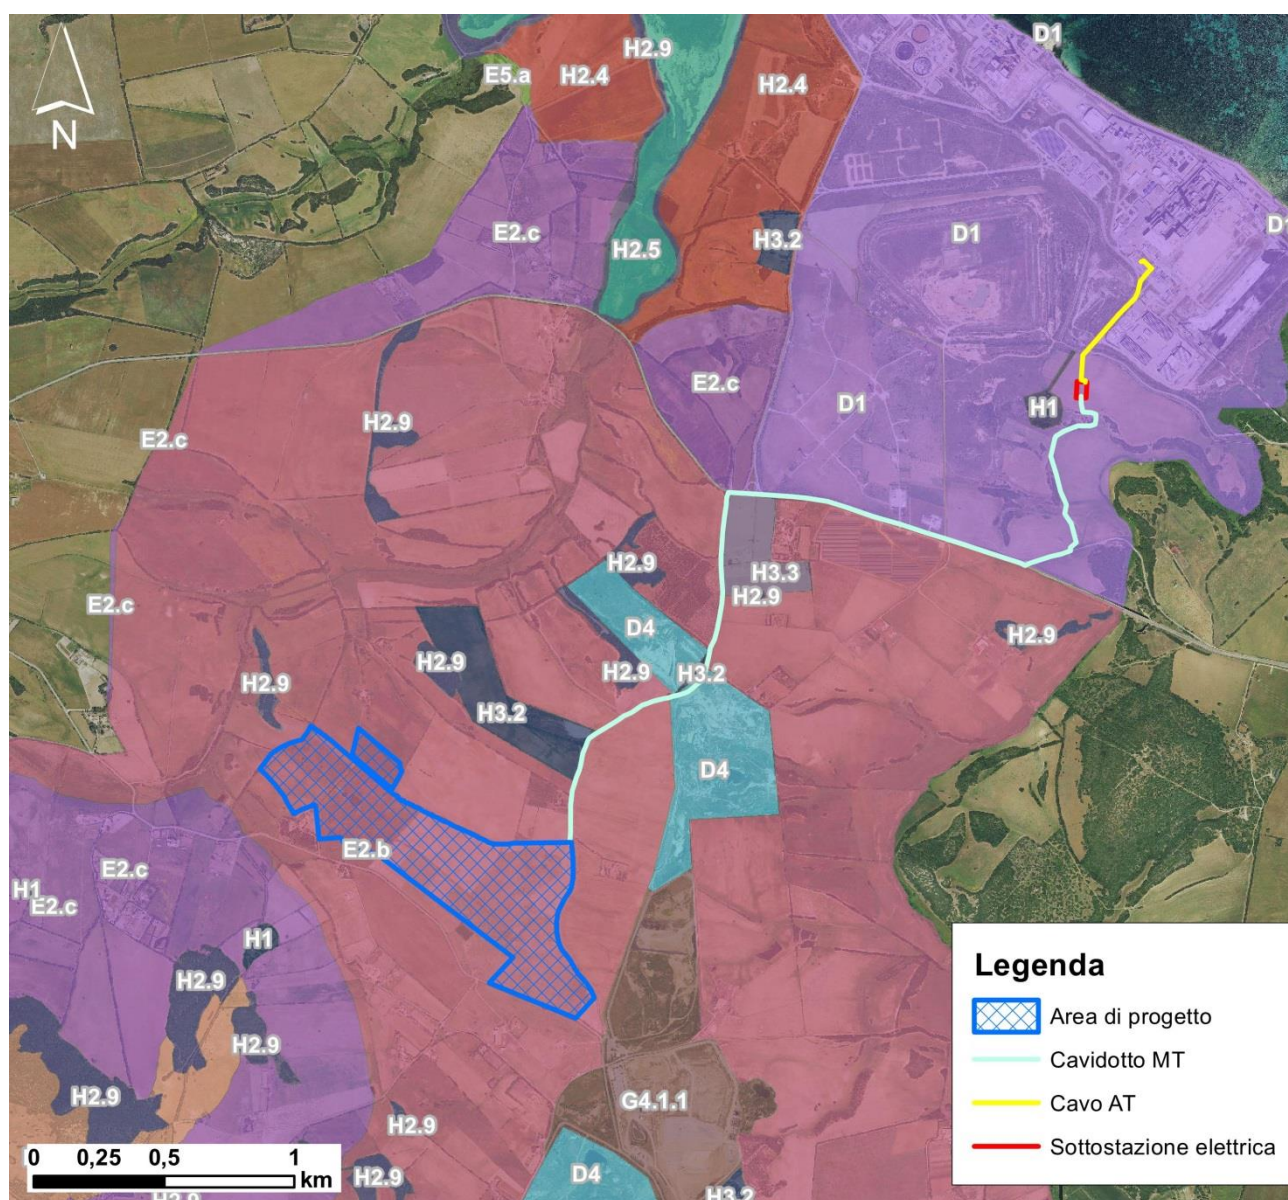 D1
H2.9
E5.a
H2.4
H2.4
N
E2.c
H2.5
H3.2
D1
D1
E2.c
D1
H1
H2.9
E2.c
H2.9
H3.3
E2.c
H2.9
D4
H2.9
H2.9
H2.9
H3.2
H2.9
H3.2
D4
E2.b
E2.c
H1
E2.c
H1
H2.9
H2.9
H2.9
G4.1.1
H2.9
D4
H2.9
H3.2
H2.9
Legenda
Area di progetto
Cavidotto MT
Cavo AT
Sottostazione elettrica
0 0,25 0,5 1
km